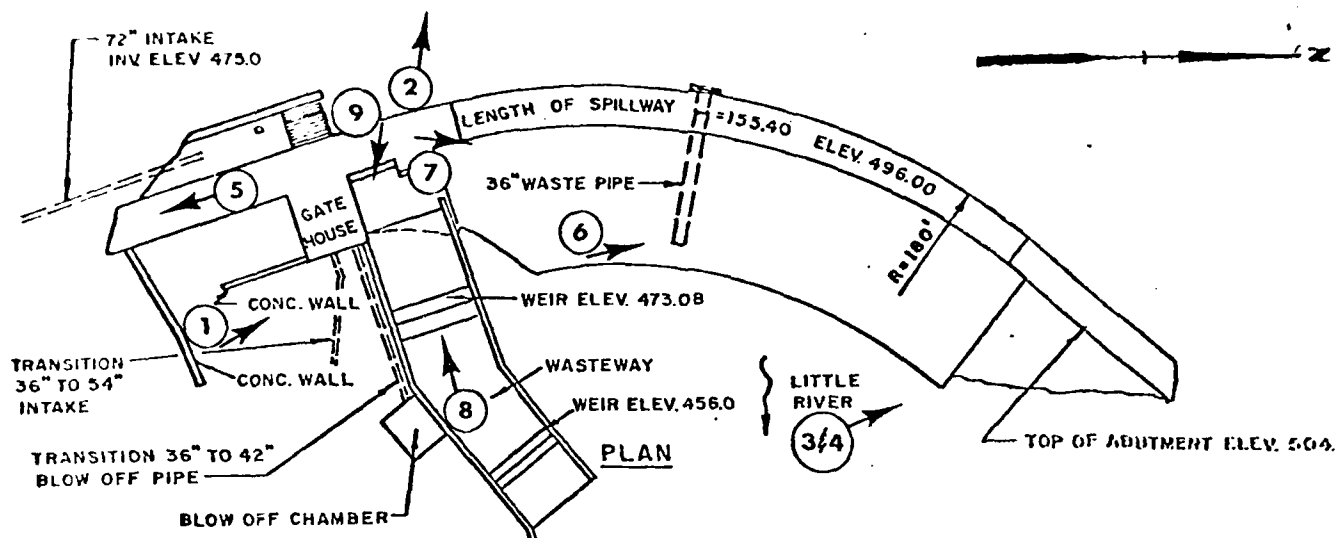 72" INTAKE
INV. ELEV 475.0
9
2
LENGTH OF SPILLWAY =155.40 ELEV. 496.00
N
5
7
36" WASTE PIPE
GATE
HOUSE
6
R=180'
CONC. WALL
WEIR ELEV. 473.08
1
TRANSITION
36" TO 54"
INTAKE
CONC. WALL
WASTEWAY
LITTLE
RIVER
8
WEIR ELEV. 456.0
3/4
TOP OF ABUTMENT ELEV. 504.
TRANSITION 36" TO 42"
BLOW OFF PIPE
PLAN
BLOW OFF CHAMBER